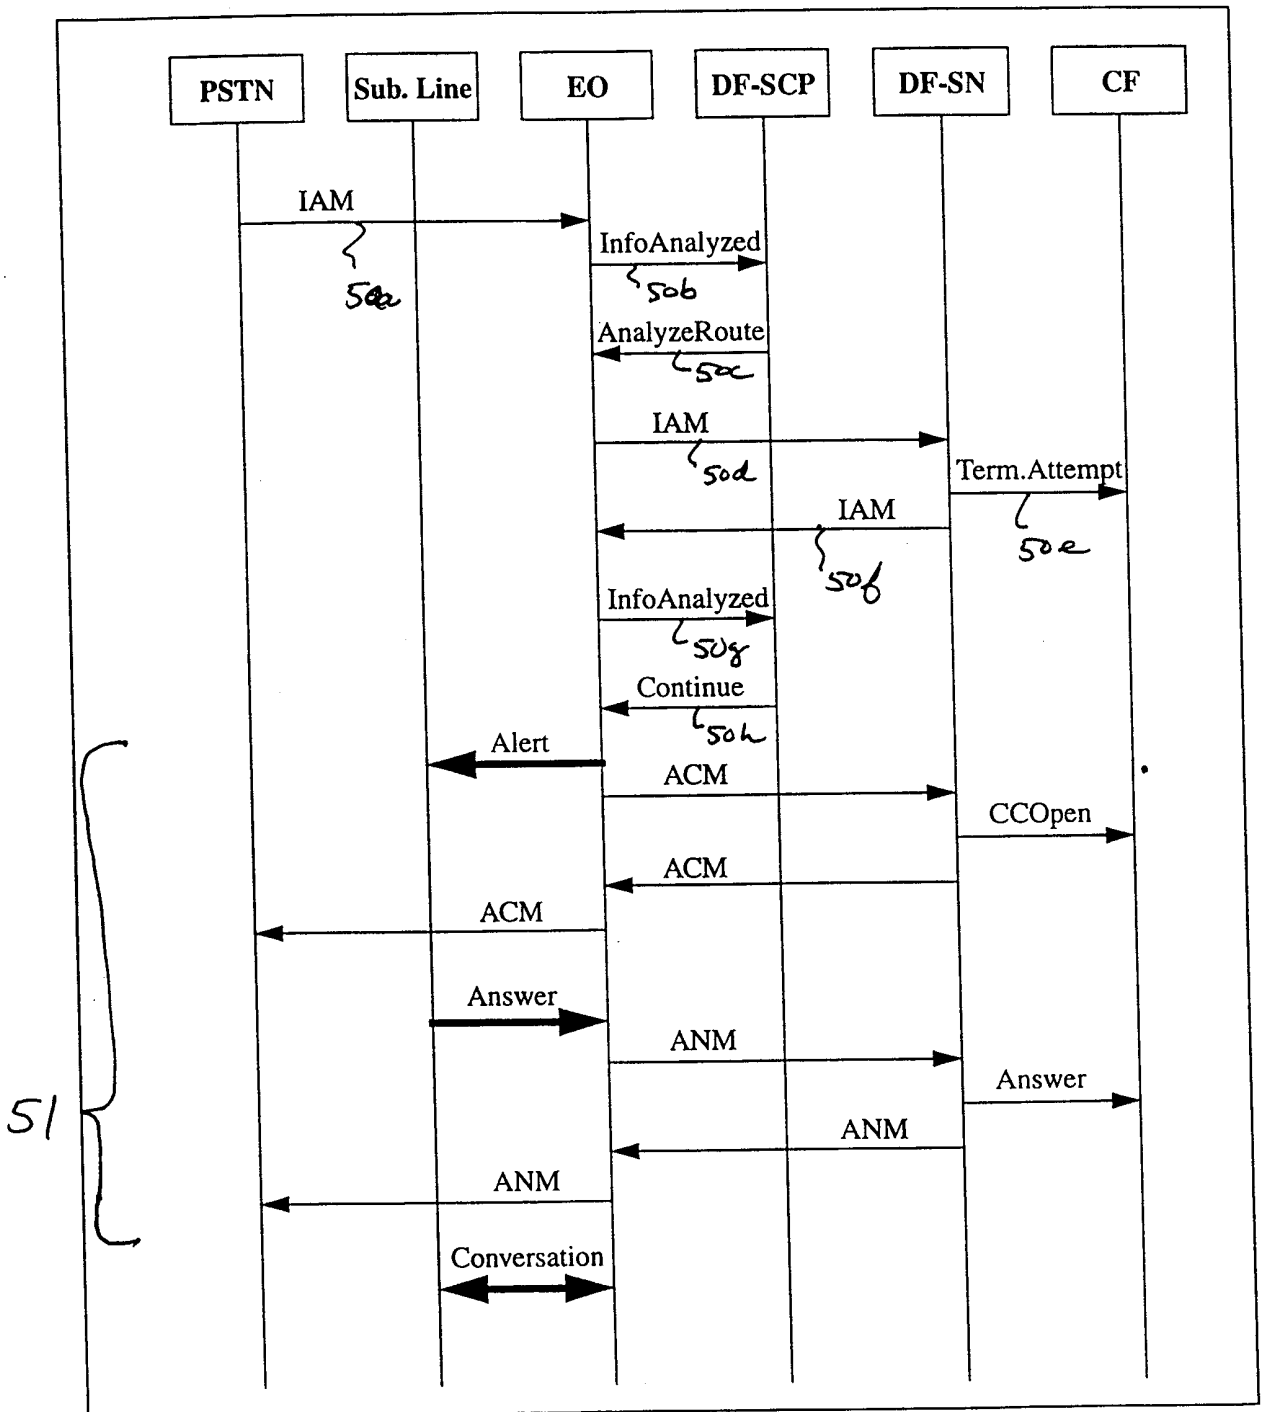 PSTN
Sub. Line
EO
DF-SCP
DF-SN
CF
IAM
50a
InfoAnalyzed
50b
AnalyzeRoute
50c
IAM
50d
Term.Attempt
50e
IAM
50f
InfoAnalyzed
50g
Continue
50h
Alert
ACM
CCOpen
ACM
ACM
Answer
ANM
Answer
51
ANM
ANM
Conversation